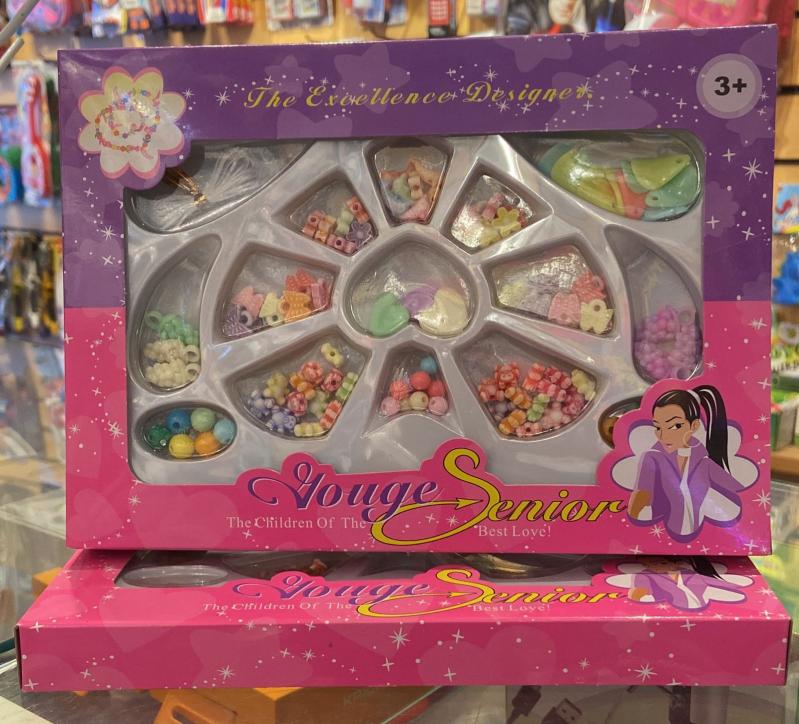 The Excellence Designer
3+
Youge Senior
The Children Of The Best Love!
Youge Senior
The Children Of The Best Love!